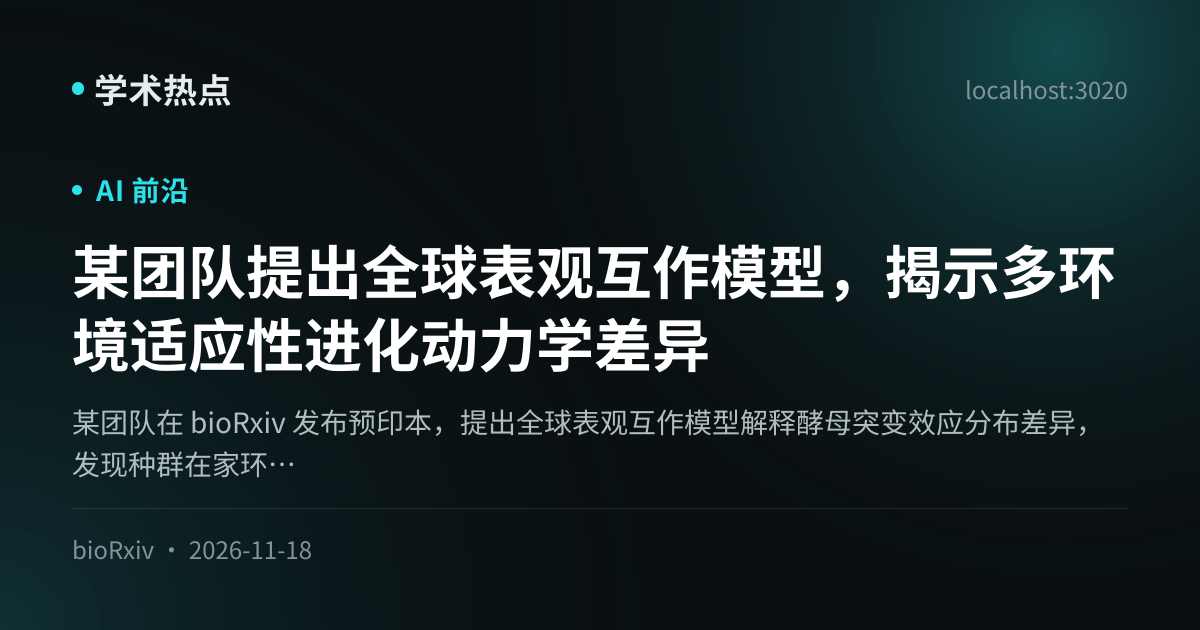 学术热点
localhost:3020
AI 前沿
某团队提出全球表观互作模型，揭示多环
境适应性进化动力学差异
某团队在 bioRxiv 发布预印本，提出全球表观互作模型解释酵母突变效应分布差异，
发现种群在家环…
bioRxiv · 2026-11-18